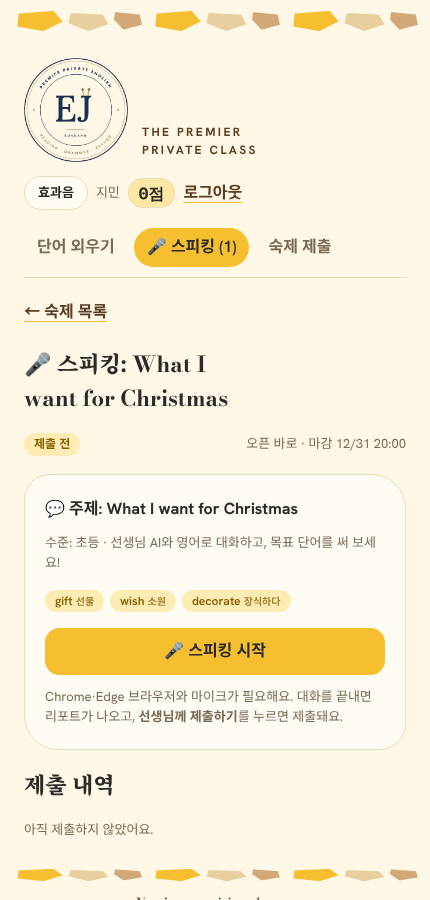 PREMIER PRIVATE ENGLISH
EJ
READING · GRAMMAR · BEYOND
THE PREMIER
PRIVATE CLASS
효과음 지민 0점 로그아웃
단어 외우기 🎤 스피킹 (1) 숙제 제출
← 숙제 목록
🎤 스피킹: What I
want for Christmas
제출 전 오픈 바로 · 마감 12/31 20:00
💬 주제: What I want for Christmas
수준: 초등 · 선생님 AI와 영어로 대화하고, 목표 단어를 써 보세
요!
gift 선물 wish 소원 decorate 장식하다
🎤 스피킹 시작
Chrome·Edge 브라우저와 마이크가 필요해요. 대화를 끝내면
리포트가 나오고, 선생님께 제출하기를 누르면 제출돼요.
제출 내역
아직 제출하지 않았어요.